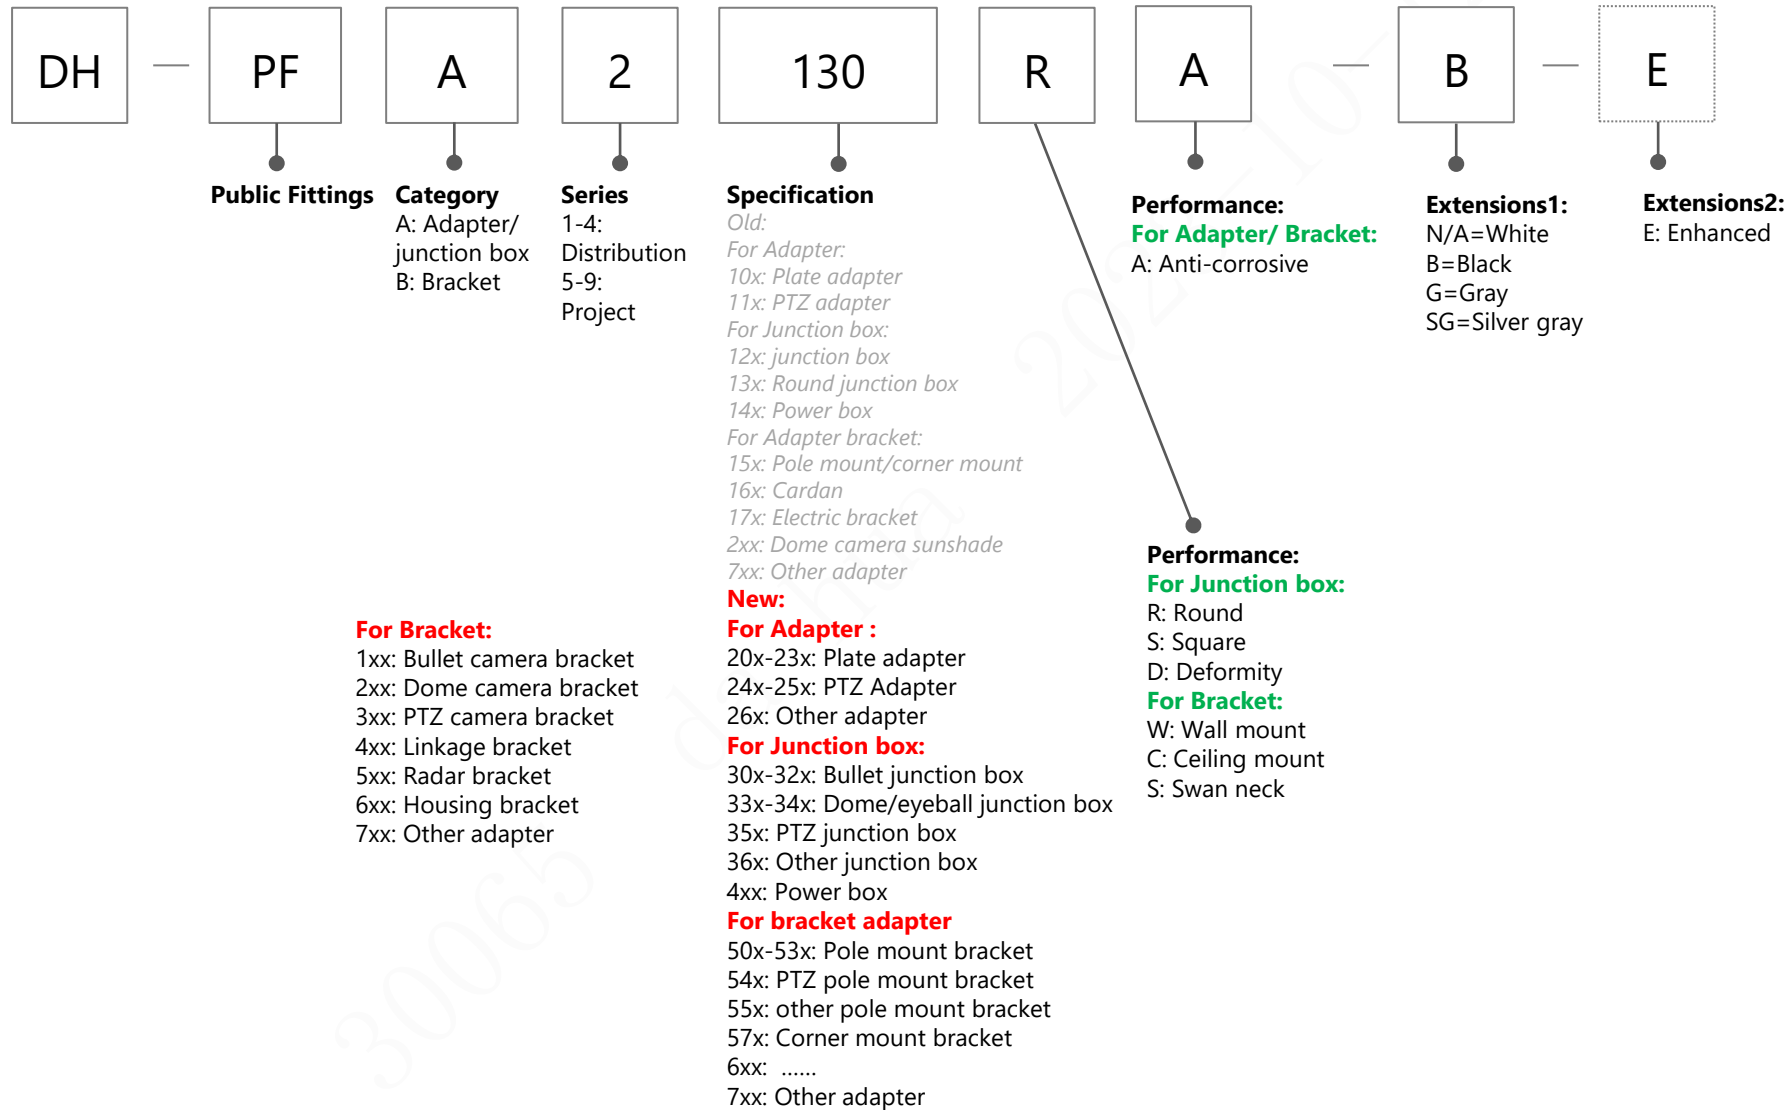 DH — PF A 2 130 R A — B — E
Public Fittings
Category
A: Adapter/
junction box
B: Bracket
Series
1-4:
Distribution
5-9:
Project
Specification
Old:
For Adapter:
10x: Plate adapter
11x: PTZ adapter
For Junction box:
12x: junction box
13x: Round junction box
14x: Power box
For Adapter bracket:
15x: Pole mount/corner mount
16x: Cardan
17x: Electric bracket
2xx: Dome camera sunshade
7xx: Other adapter
New:
For Adapter :
20x-23x: Plate adapter
24x-25x: PTZ Adapter
26x: Other adapter
For Junction box:
30x-32x: Bullet junction box
33x-34x: Dome/eyeball junction box
35x: PTZ junction box
36x: Other junction box
4xx: Power box
For bracket adapter
50x-53x: Pole mount bracket
54x: PTZ pole mount bracket
55x: other pole mount bracket
57x: Corner mount bracket
6xx: ......
7xx: Other adapter
For Bracket:
1xx: Bullet camera bracket
2xx: Dome camera bracket
3xx: PTZ camera bracket
4xx: Linkage bracket
5xx: Radar bracket
6xx: Housing bracket
7xx: Other adapter
Performance:
For Adapter/ Bracket:
A: Anti-corrosive
Performance:
For Junction box:
R: Round
S: Square
D: Deformity
For Bracket:
W: Wall mount
C: Ceiling mount
S: Swan neck
Extensions1:
N/A=White
B=Black
G=Gray
SG=Silver gray
Extensions2:
E: Enhanced
30065